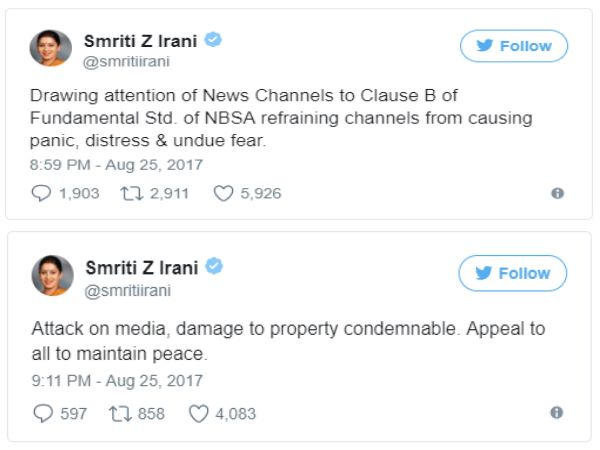 Smriti Z Irani
Follow
@smritiirani
Drawing attention of News Channels to Clause B of
Fundamental Std. of NBSA refraining channels from causing
panic, distress & undue fear.
8:59 PM - Aug 25, 2017
1,903 2,911 5,926
Smriti Z Irani
Follow
@smritiirani
Attack on media, damage to property condemnable. Appeal to
all to maintain peace.
9:11 PM - Aug 25, 2017
597 858 4,083